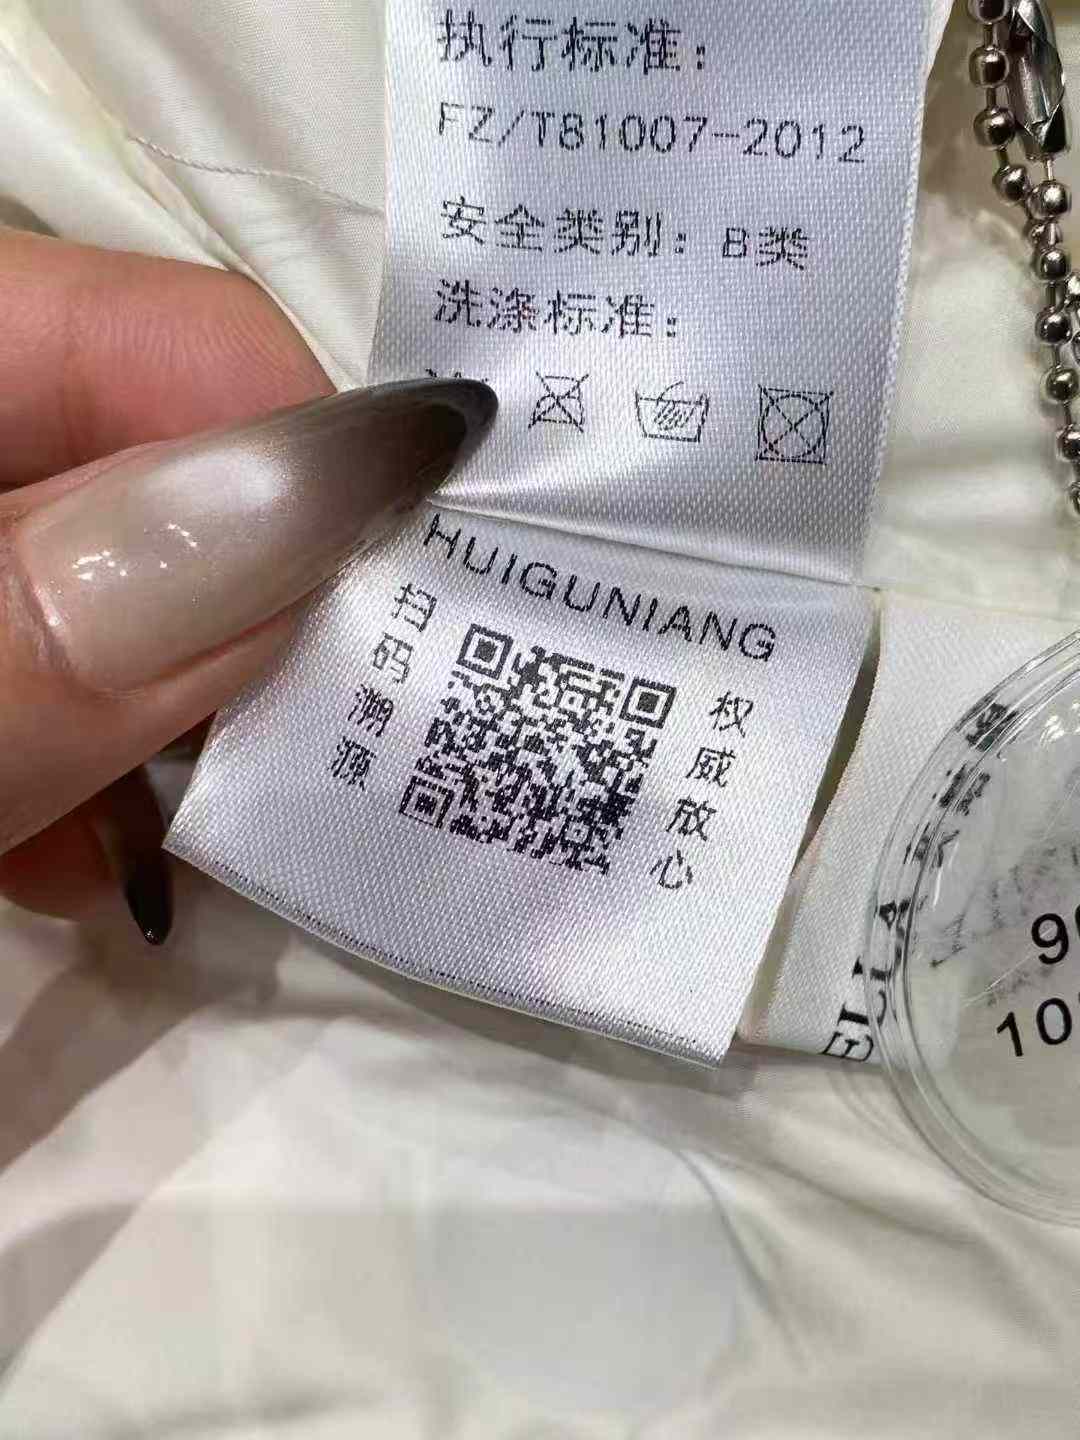 执行标准：
FZ/T81007-2012
安全类别：B类
洗涤标准：
HUIGUNIANG
扫码溯源
权威放心
ELLA